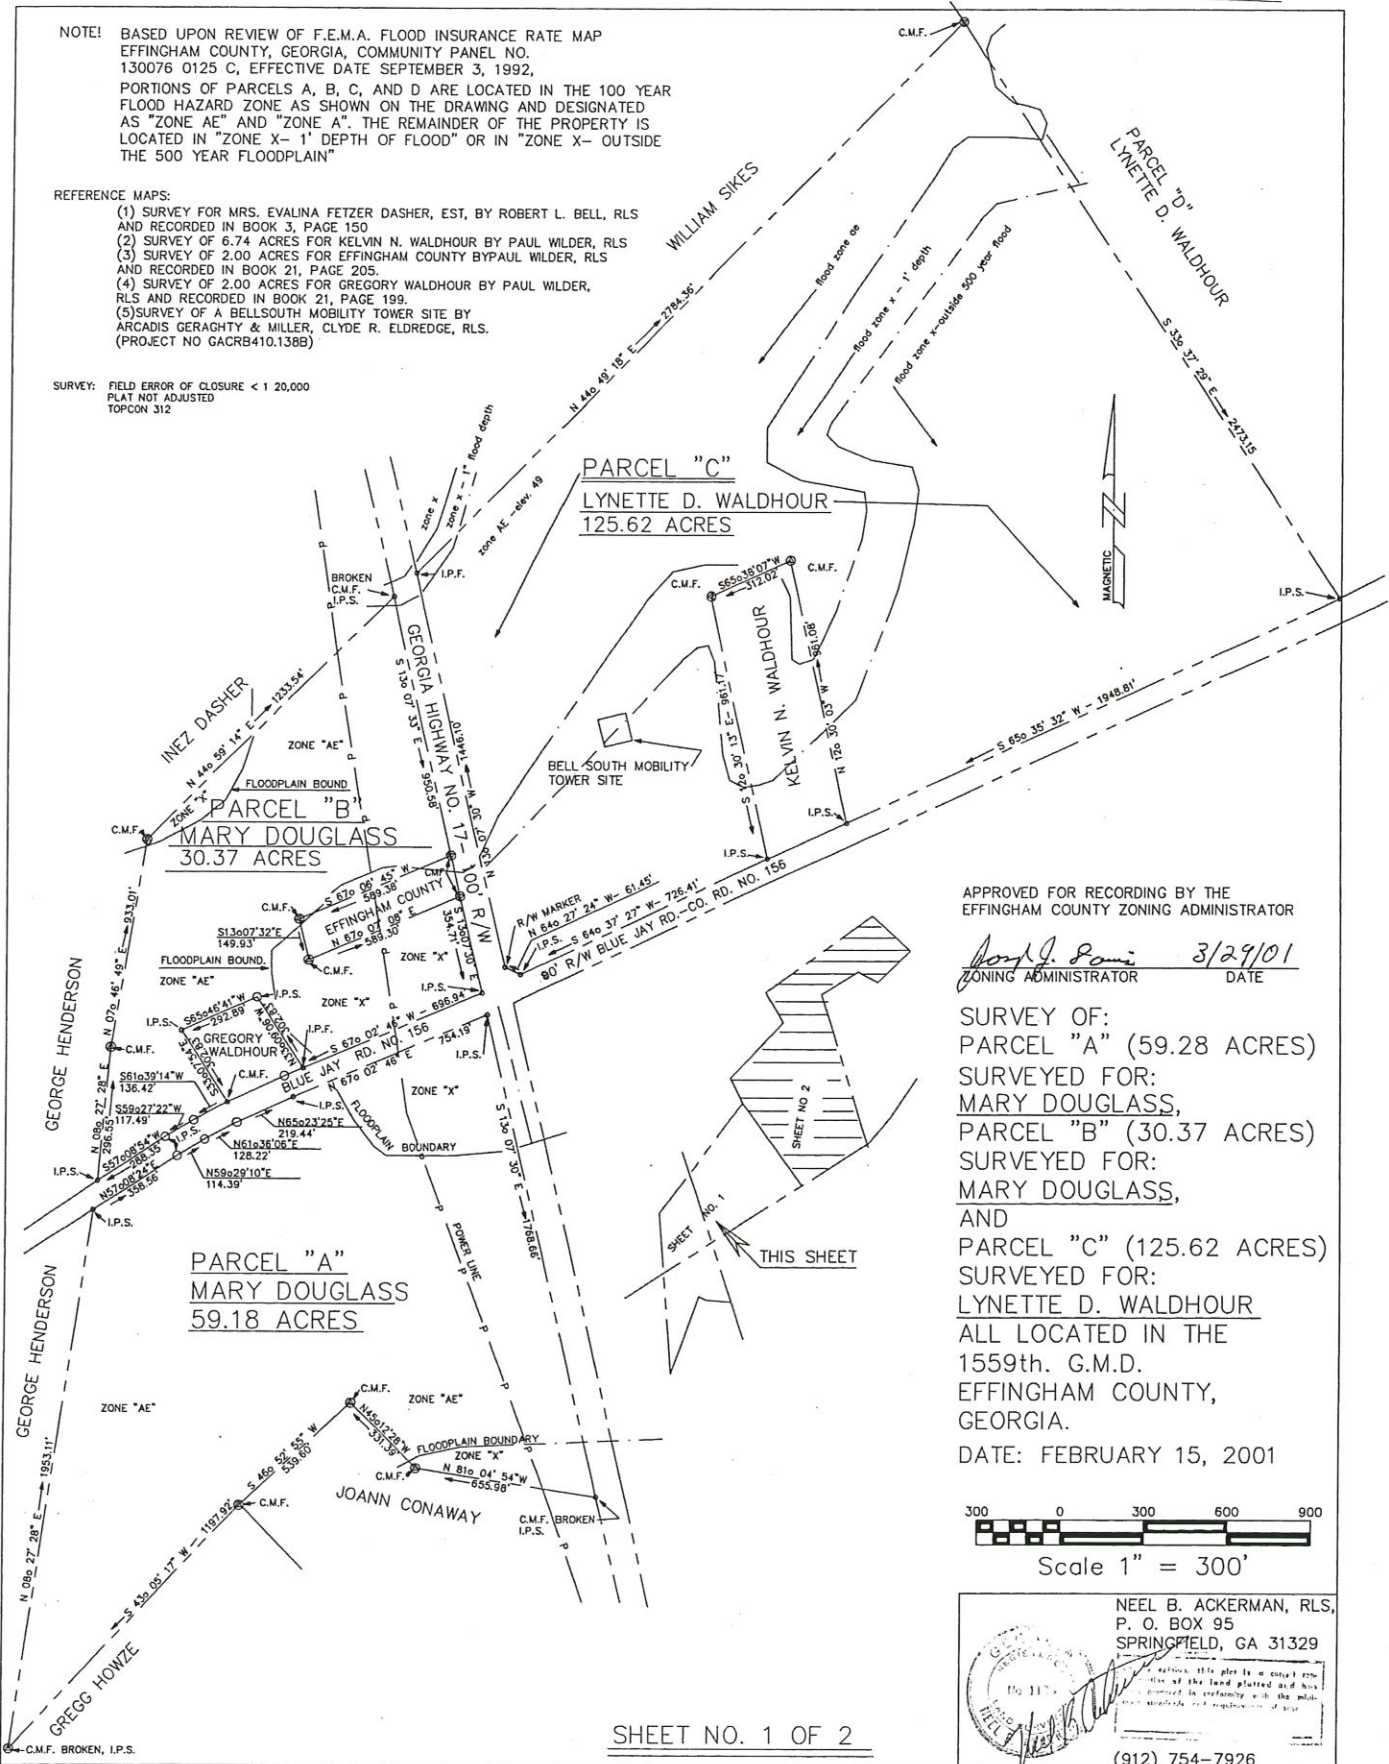 NOTE! BASED UPON REVIEW OF F.E.M.A. FLOOD INSURANCE RATE MAP
EFFINGHAM COUNTY, GEORGIA, COMMUNITY PANEL NO.
130076 0125 C, EFFECTIVE DATE SEPTEMBER 3, 1992,
PORTIONS OF PARCELS A, B, C, AND D ARE LOCATED IN THE 100 YEAR
FLOOD HAZARD ZONE AS SHOWN ON THE DRAWING AND DESIGNATED
AS "ZONE AE" AND "ZONE A". THE REMAINDER OF THE PROPERTY IS
LOCATED IN "ZONE X- 1' DEPTH OF FLOOD" OR IN "ZONE X- OUTSIDE
THE 500 YEAR FLOODPLAIN"
REFERENCE MAPS:
(1) SURVEY FOR MRS. EVALINA FETZER DASHER, EST, BY ROBERT L. BELL, RLS
AND RECORDED IN BOOK 3, PAGE 150
(2) SURVEY OF 6.74 ACRES FOR KELVIN N. WALDHOUR BY PAUL WILDER, RLS
(3) SURVEY OF 2.00 ACRES FOR EFFINGHAM COUNTY BYPAUL WILDER, RLS
AND RECORDED IN BOOK 21, PAGE 205.
(4) SURVEY OF 2.00 ACRES FOR GREGORY WALDHOUR BY PAUL WILDER,
RLS AND RECORDED IN BOOK 21, PAGE 199.
(5)SURVEY OF A BELLSOUTH MOBILITY TOWER SITE BY
ARCADIS GERAGHTY & MILLER, CLYDE R. ELDREDGE, RLS.
(PROJECT NO GACRB410.138B)
SURVEY: FIELD ERROR OF CLOSURE < 1 20,000
PLAT NOT ADJUSTED
TOPCON 312
C.M.F.
WILLIAM SIKES
N 44o 49' 18" E 2784.36'
PARCEL "D"
LYNETTE D. WALDHOUR
S 33o 37' 29" E 2473.15
flood zone ae
flood zone x - 1' depth
flood zone x-outside 500 year flood
PARCEL "C"
LYNETTE D. WALDHOUR
125.62 ACRES
MAGNETIC
N
zone x
zone x - 1" flood depth
zone AE -elev. 49
BROKEN
C.M.F.
I.P.S.
I.P.F.
C.M.F.
S65o38'07"W
312.02'
C.M.F.
I.P.S.
KELVIN N. WALDHOUR
S 12o 30' 13" E- 961.17'
N 12o 30' 03" W
961.08'
I.P.S.
I.P.S.
S 65o 35' 32" W - 1948.81'
BELL SOUTH MOBILITY
TOWER SITE
GEORGIA HIGHWAY NO. 17- 100' R/W
S 13o 07' 33" E 950.58'
N 13o 07' 30" W 1446.10'
INEZ DASHER
N 44o 59' 14" E 1233.54'
ZONE "AE"
FLOODPLAIN BOUND
ZONE "X"
C.M.F.
PARCEL "B"
MARY DOUGLASS
30.37 ACRES
S 67o 06' 45" W
589.38'
CMF
C.M.F.
EFFINGHAM COUNTY
N 67o 07' 08" E
589.30'
S13o07'32"E
149.93'
C.M.F.
S 13o07'30" E
354.71'
R/W MARKER
N 64o 27' 24" W- 61.45'
I.P.S.
S 64o 37' 27" W- 726.41'
80' R/W BLUE JAY RD.-CO. RD. NO. 156
FLOODPLAIN BOUND.
ZONE "AE"
ZONE "X"
ZONE "X"
I.P.S.
GEORGE HENDERSON
N 07o 46' 49" E 933.01'
C.M.F.
I.P.S.
S65o46'41"W
292.89'
I.P.S.
GREGORY
WALDHOUR
N33o09'06"W
302.83'
S33o07'54"E
302.82'
I.P.F.
C.M.F.
S 67o 02' 46" W - 696.94'
BLUE JAY RD. NO. 156
N 67o 02' 46" E 754.19'
I.P.S.
ZONE "X"
S61o39'14"W
136.42'
S59o27'22"W
117.49'
S57o08'54"W
268.35'
I.P.S.
N57o08'24"E
358.56'
N 08o 27' 28" E
296.55'
I.P.S.
I.P.S.
I.P.S.
N65o23'25"E
219.44'
N61o36'06"E
128.22'
N59o29'10"E
114.39'
FLOODPLAIN
BOUNDARY
S 13o 07' 30" E 1768.66'
POWER LINE
PARCEL "A"
MARY DOUGLASS
59.18 ACRES
GEORGE HENDERSON
N 08o 27' 28" E 1953.11'
ZONE "AE"
C.M.F.
ZONE "AE"
N45o12'28"W
331.39'
FLOODPLAIN BOUNDARY
ZONE "X"
C.M.F.
N 81o 04' 54"W
655.98'
S 46o 52' 55" W
539.60'
C.M.F.
JOANN CONAWAY
C.M.F. BROKEN
I.P.S.
S 43o 05' 17" W 1197.92'
GREGG HOWZE
C.M.F. BROKEN, I.P.S.
SHEET NO 2
SHEET NO. 1
THIS SHEET
APPROVED FOR RECORDING BY THE
EFFINGHAM COUNTY ZONING ADMINISTRATOR
3/29/01
ZONING ADMINISTRATOR DATE
SURVEY OF:
PARCEL "A" (59.28 ACRES)
SURVEYED FOR:
MARY DOUGLASS,
PARCEL "B" (30.37 ACRES)
SURVEYED FOR:
MARY DOUGLASS,
AND
PARCEL "C" (125.62 ACRES)
SURVEYED FOR:
LYNETTE D. WALDHOUR
ALL LOCATED IN THE
1559th. G.M.D.
EFFINGHAM COUNTY,
GEORGIA.
DATE: FEBRUARY 15, 2001
300 0 300 600 900
Scale 1" = 300'
NEEL B. ACKERMAN, RLS,
P. O. BOX 95
SPRINGFIELD, GA 31329
(912) 754-7926
SHEET NO. 1 OF 2